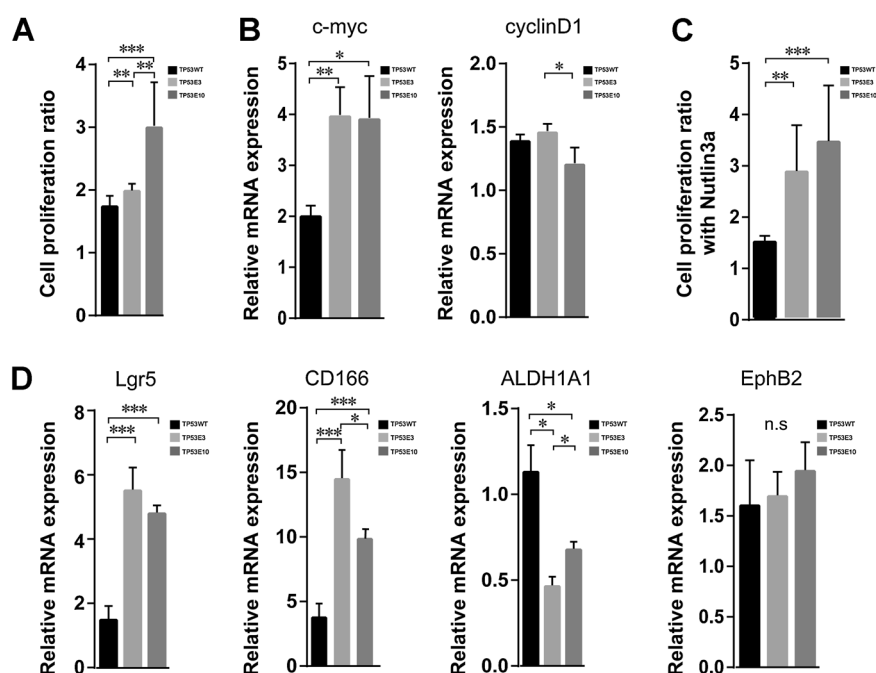 A
Cell proliferation ratio
4
3
2
1
0
***
**
**
TP53WT
TP53E3
TP53E10
B
c-myc
Relative mRNA expression
5
4
3
2
1
0
*
**
TP53WT
TP53E3
TP53E10
cyclinD1
Relative mRNA expression
2.0
1.5
1.0
0.5
0.0
*
TP53WT
TP53E3
TP53E10
C
Cell proliferation ratio
with Nutlin3a
5
4
3
2
1
0
***
**
TP53WT
TP53E3
TP53E10
D
Lgr5
Relative mRNA expression
8
6
4
2
0
***
***
TP53WT
TP53E3
TP53E10
CD166
Relative mRNA expression
20
15
10
5
0
***
*
***
TP53WT
TP53E3
TP53E10
ALDH1A1
Relative mRNA expression
1.5
1.0
0.5
0.0
*
*
*
TP53WT
TP53E3
TP53E10
EphB2
Relative mRNA expression
2.5
2.0
1.5
1.0
0.5
0.0
n.s
TP53WT
TP53E3
TP53E10